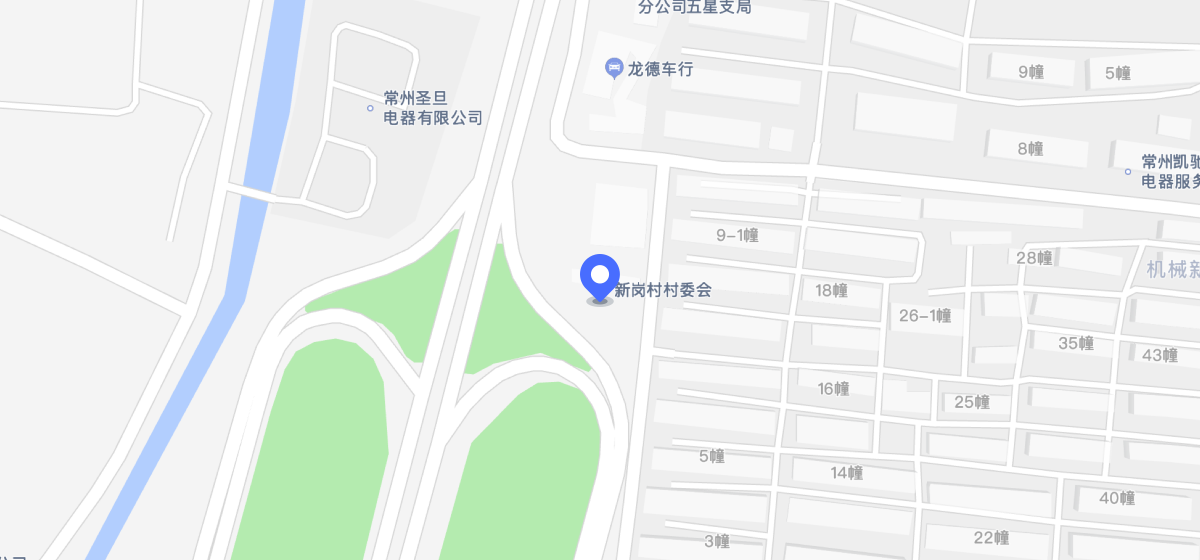 分公司五星支局
龙德车行
9幢
5幢
常州圣旦
电器有限公司
8幢
常州凯驰
电器服务
9-1幢
28幢
机械新
新岗村村委会
18幢
26-1幢
35幢
43幢
16幢
25幢
5幢
14幢
40幢
22幢
3幢